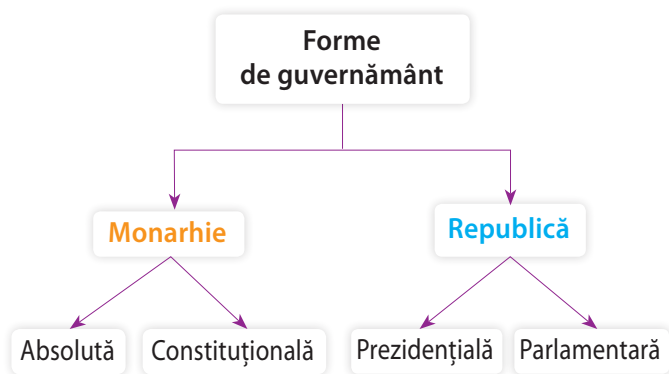 Forme
de guvernământ
Monarhie
Republică
Absolută
Constituțională
Prezidențială
Parlamentară